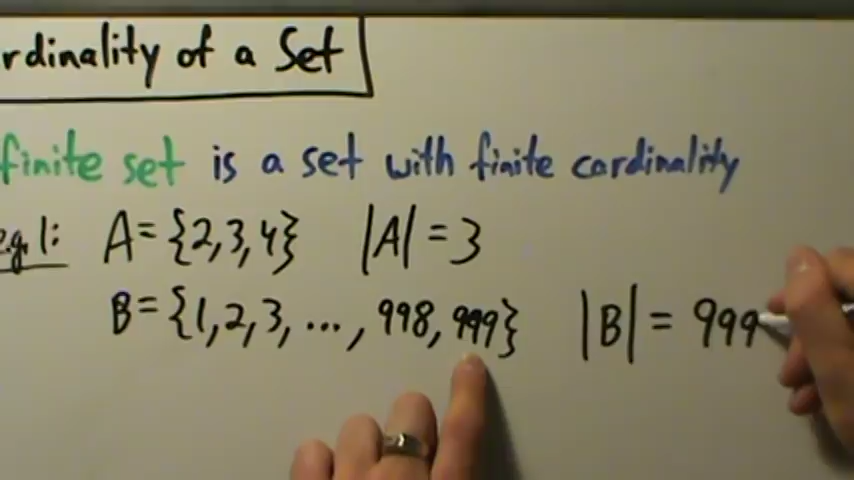 rdinality of a Set
finite set is a set with finite cardinality
e.g. 1: A = {2, 3, 4} |A| = 3
B = {1, 2, 3, ..., 998, 999} |B| = 999